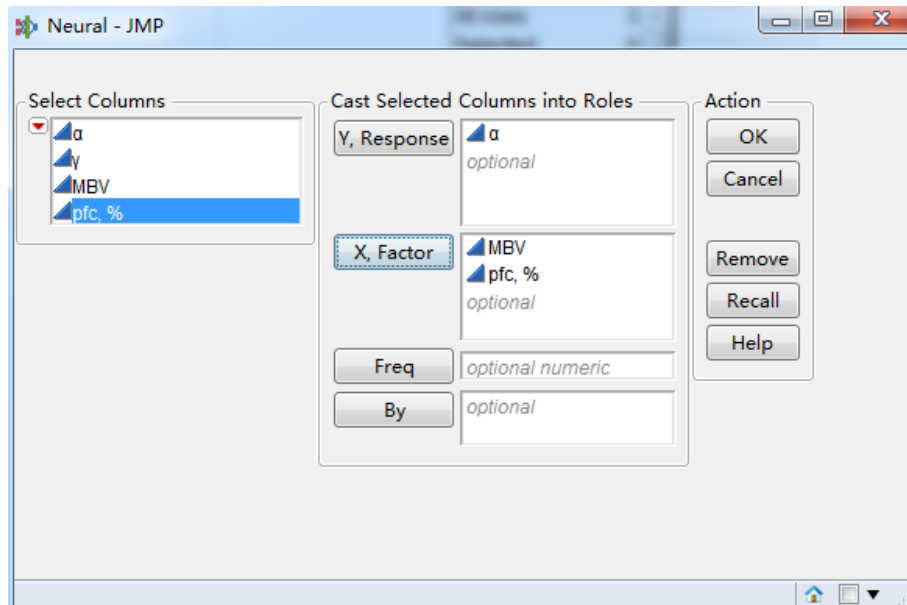 Neural - JMP
Select Columns
α
γ
MBV
pfc, %
Cast Selected Columns into Roles
Y, Response
α
optional
X, Factor
MBV
pfc, %
optional
Freq
optional numeric
By
optional
Action
OK
Cancel
Remove
Recall
Help